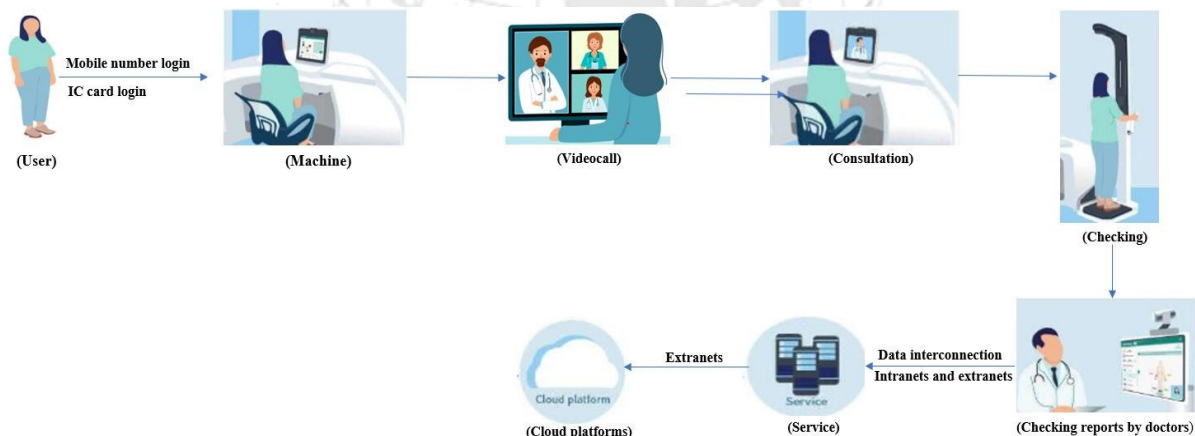 Mobile number login
IC card login
(User)
(Machine)
(Videocall)
(Consultation)
(Checking)
Extranets
Data interconnection
Intranets and extranets
Cloud platform
Service
(Cloud platforms)
(Service)
(Checking reports by doctors)